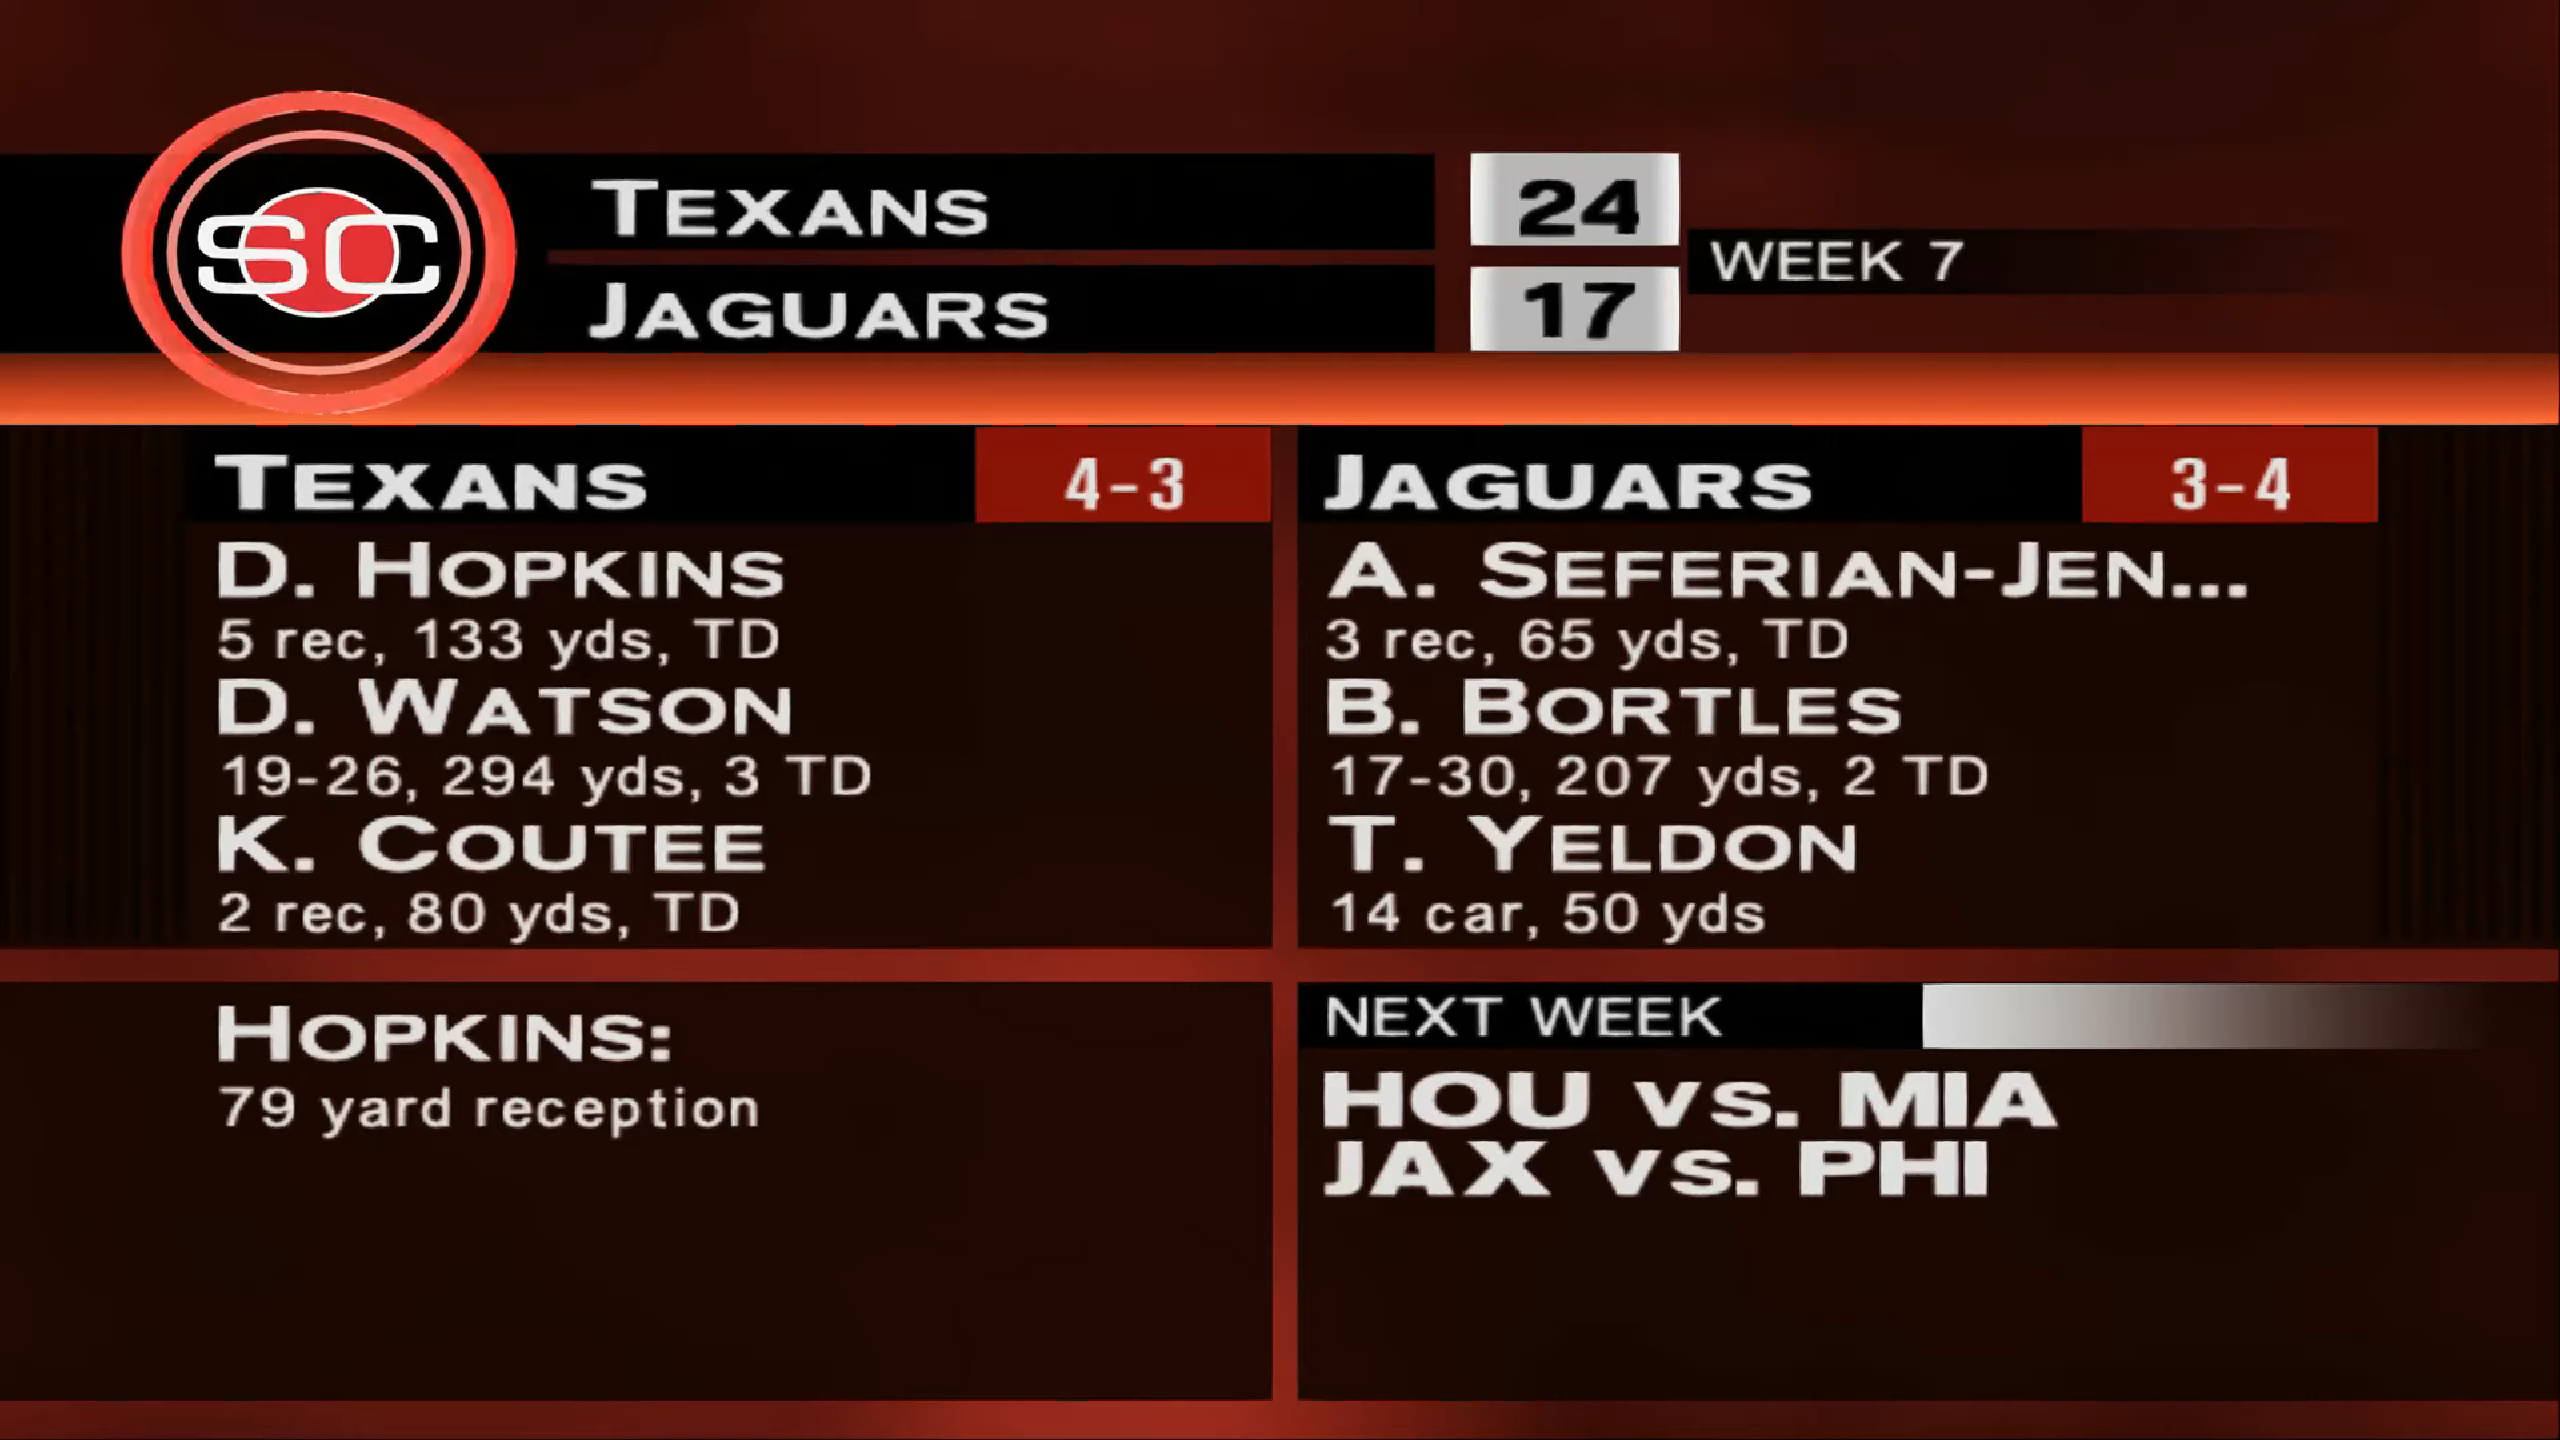 SC
TEXANS 24
JAGUARS 17
WEEK 7
TEXANS 4-3
D. HOPKINS
5 rec, 133 yds, TD
D. WATSON
19-26, 294 yds, 3 TD
K. COUTEE
2 rec, 80 yds, TD
JAGUARS 3-4
A. SEFERIAN-JEN...
3 rec, 65 yds, TD
B. BORTLES
17-30, 207 yds, 2 TD
T. YELDON
14 car, 50 yds
HOPKINS:
79 yard reception
NEXT WEEK
HOU vs. MIA
JAX vs. PHI